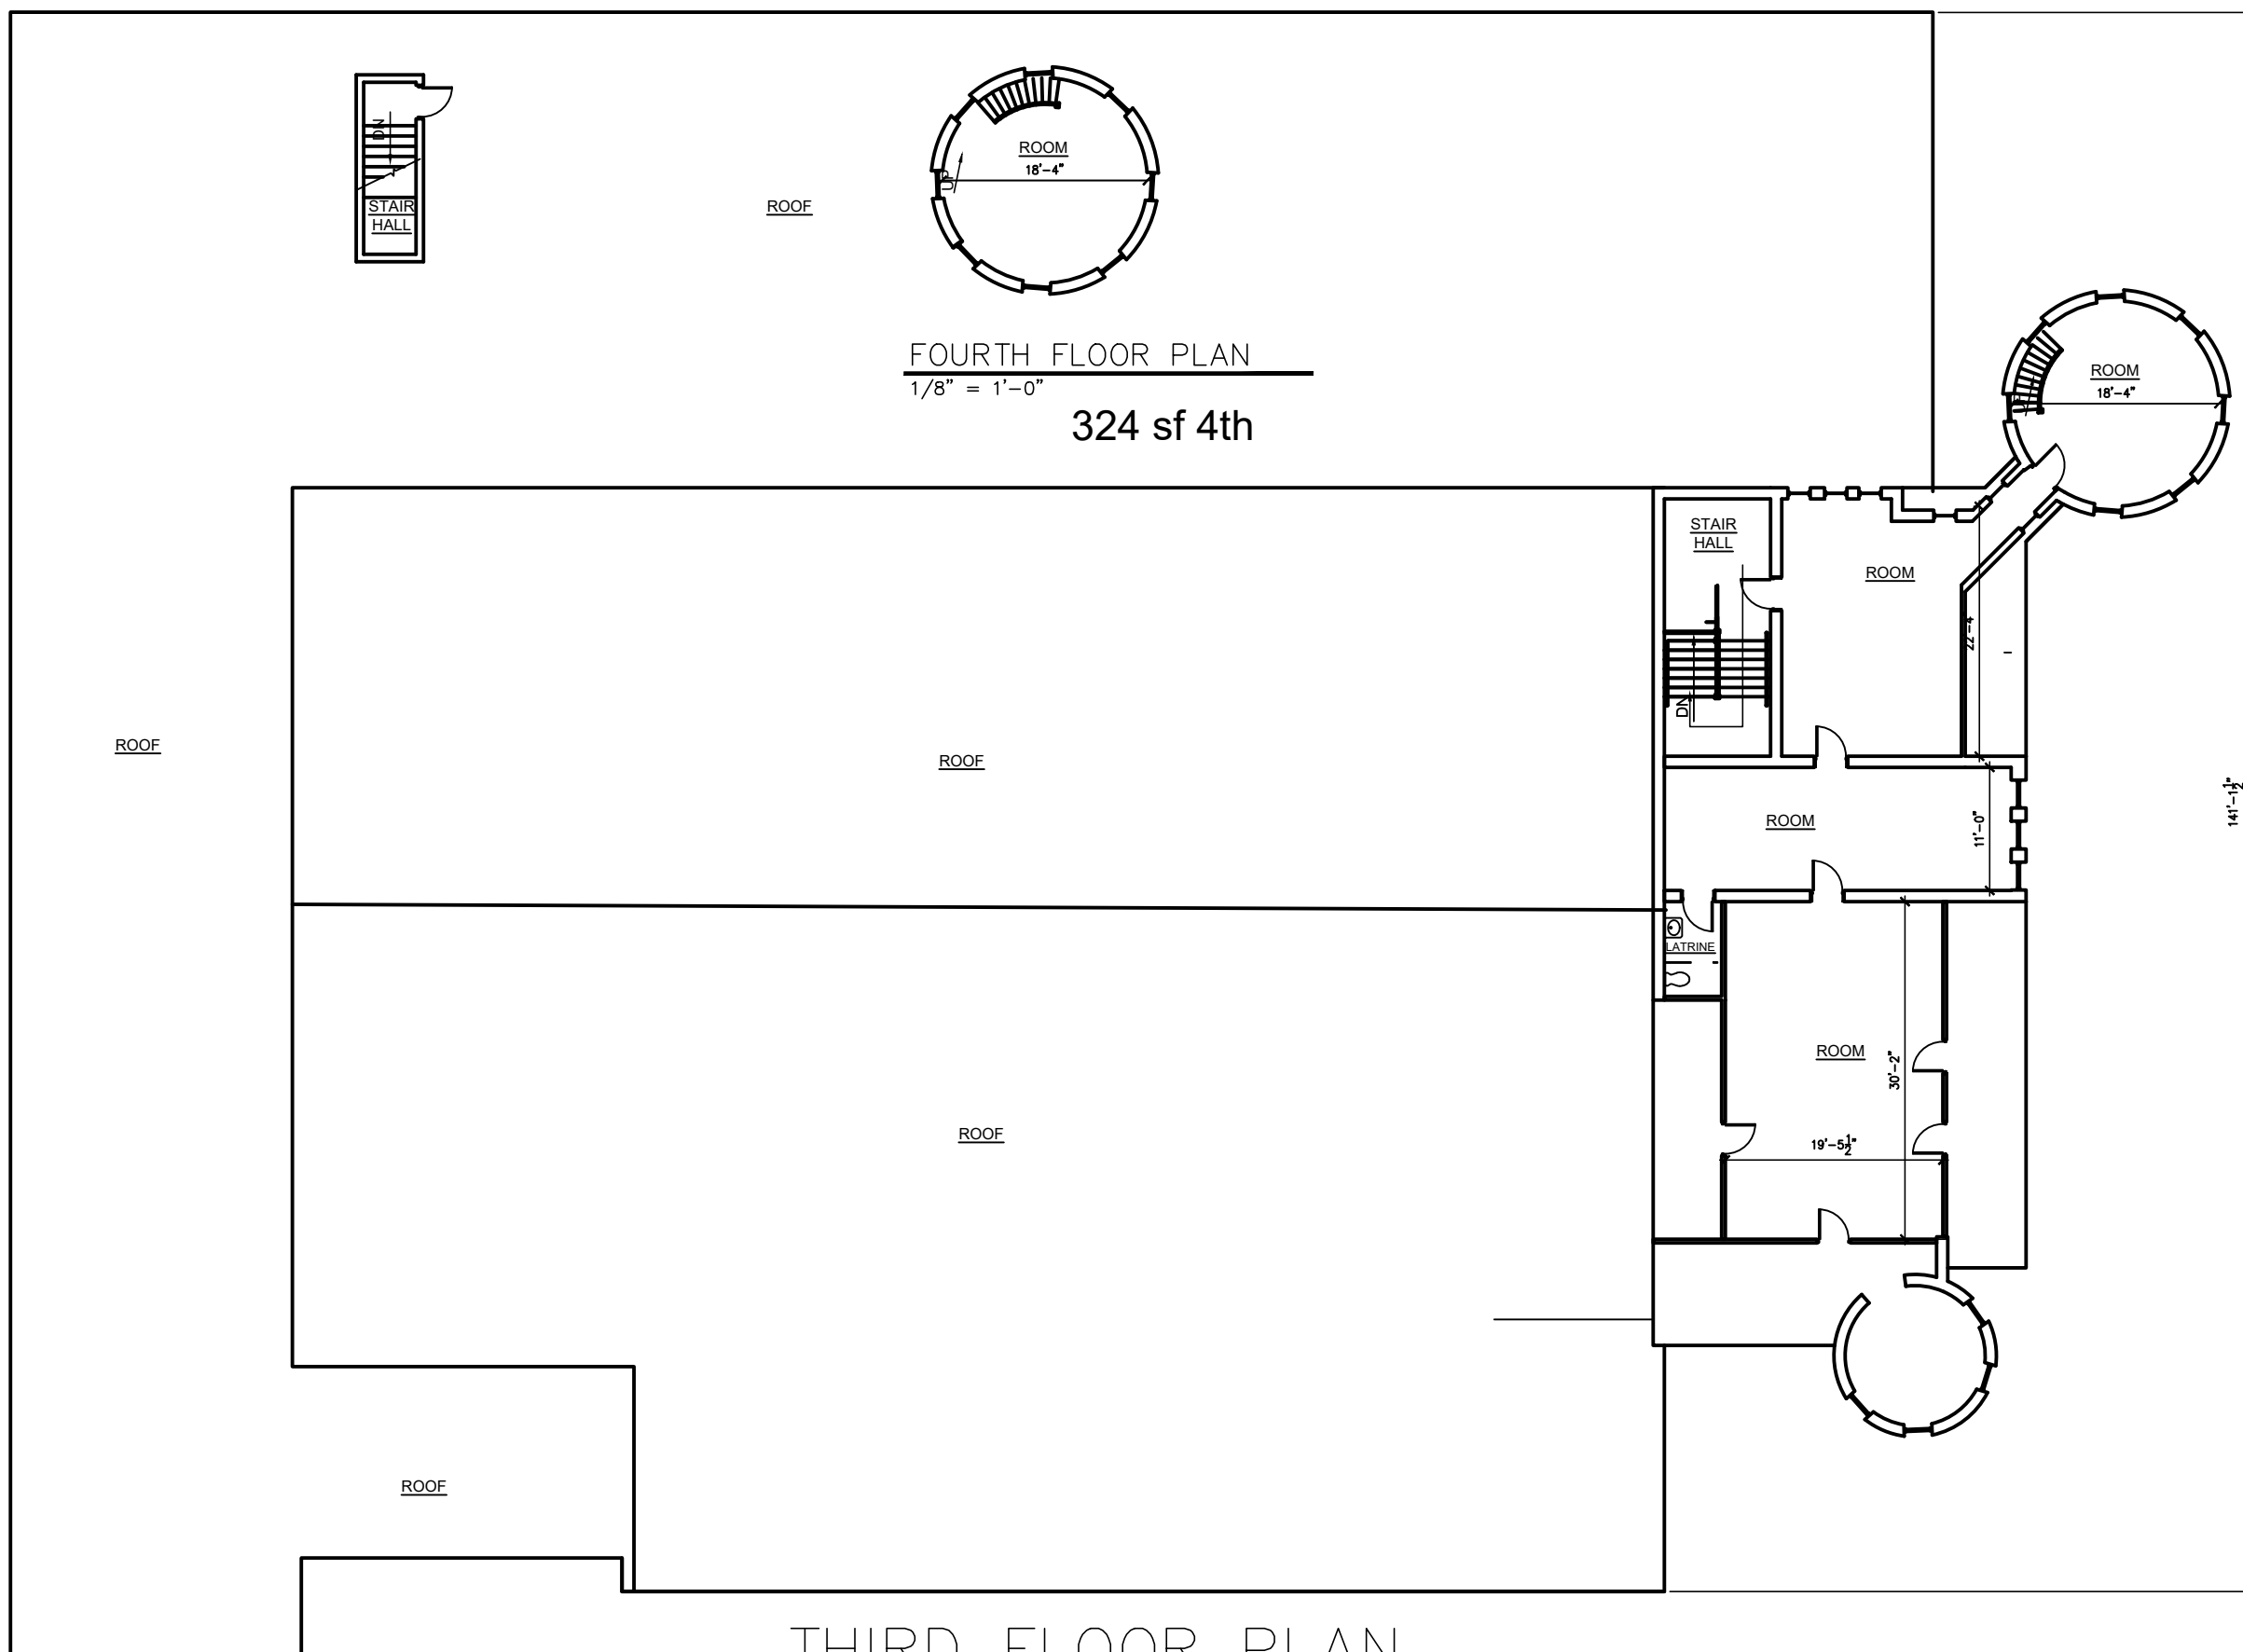 DN
STAIR
HALL
ROOF
ROOM
18'-4"
UP
FOURTH FLOOR PLAN
1/8" = 1'-0"
324 sf 4th
ROOM
18'-4"
STAIR
HALL
ROOM
22'-4"
DN
ROOF
ROOF
ROOM
11'-0"
141'-1½"
LATRINE
ROOM
30'-2"
19'-5½"
ROOF
ROOF
THIRD FLOOR PLAN